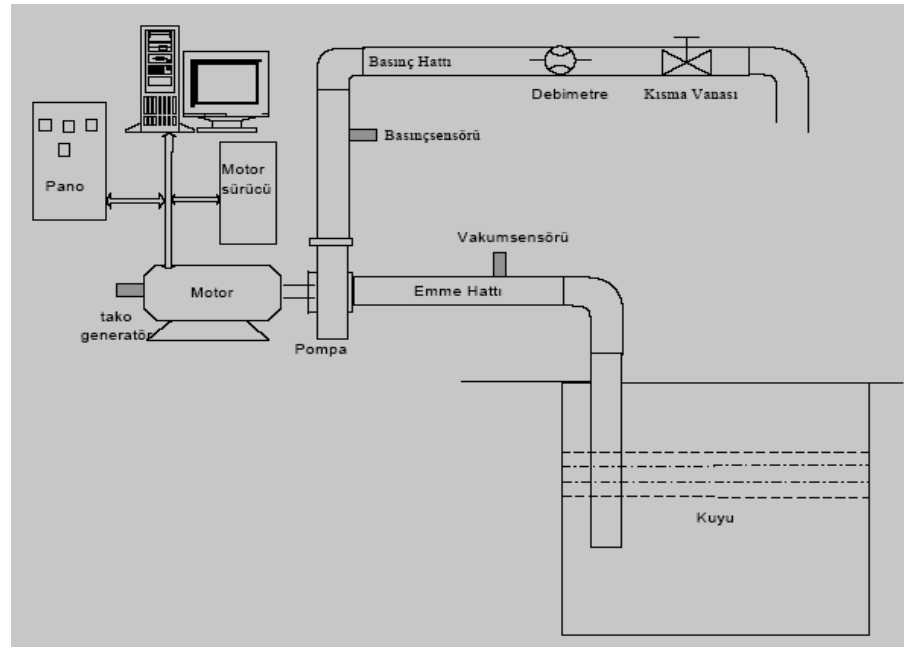 Basınç Hattı
Debimetre
Kısma Vanası
Basınçsensörü
Pano
Motor
sürücü
Vakumsensörü
Motor
Emme Hattı
tako
generatör
Pompa
Kuyu